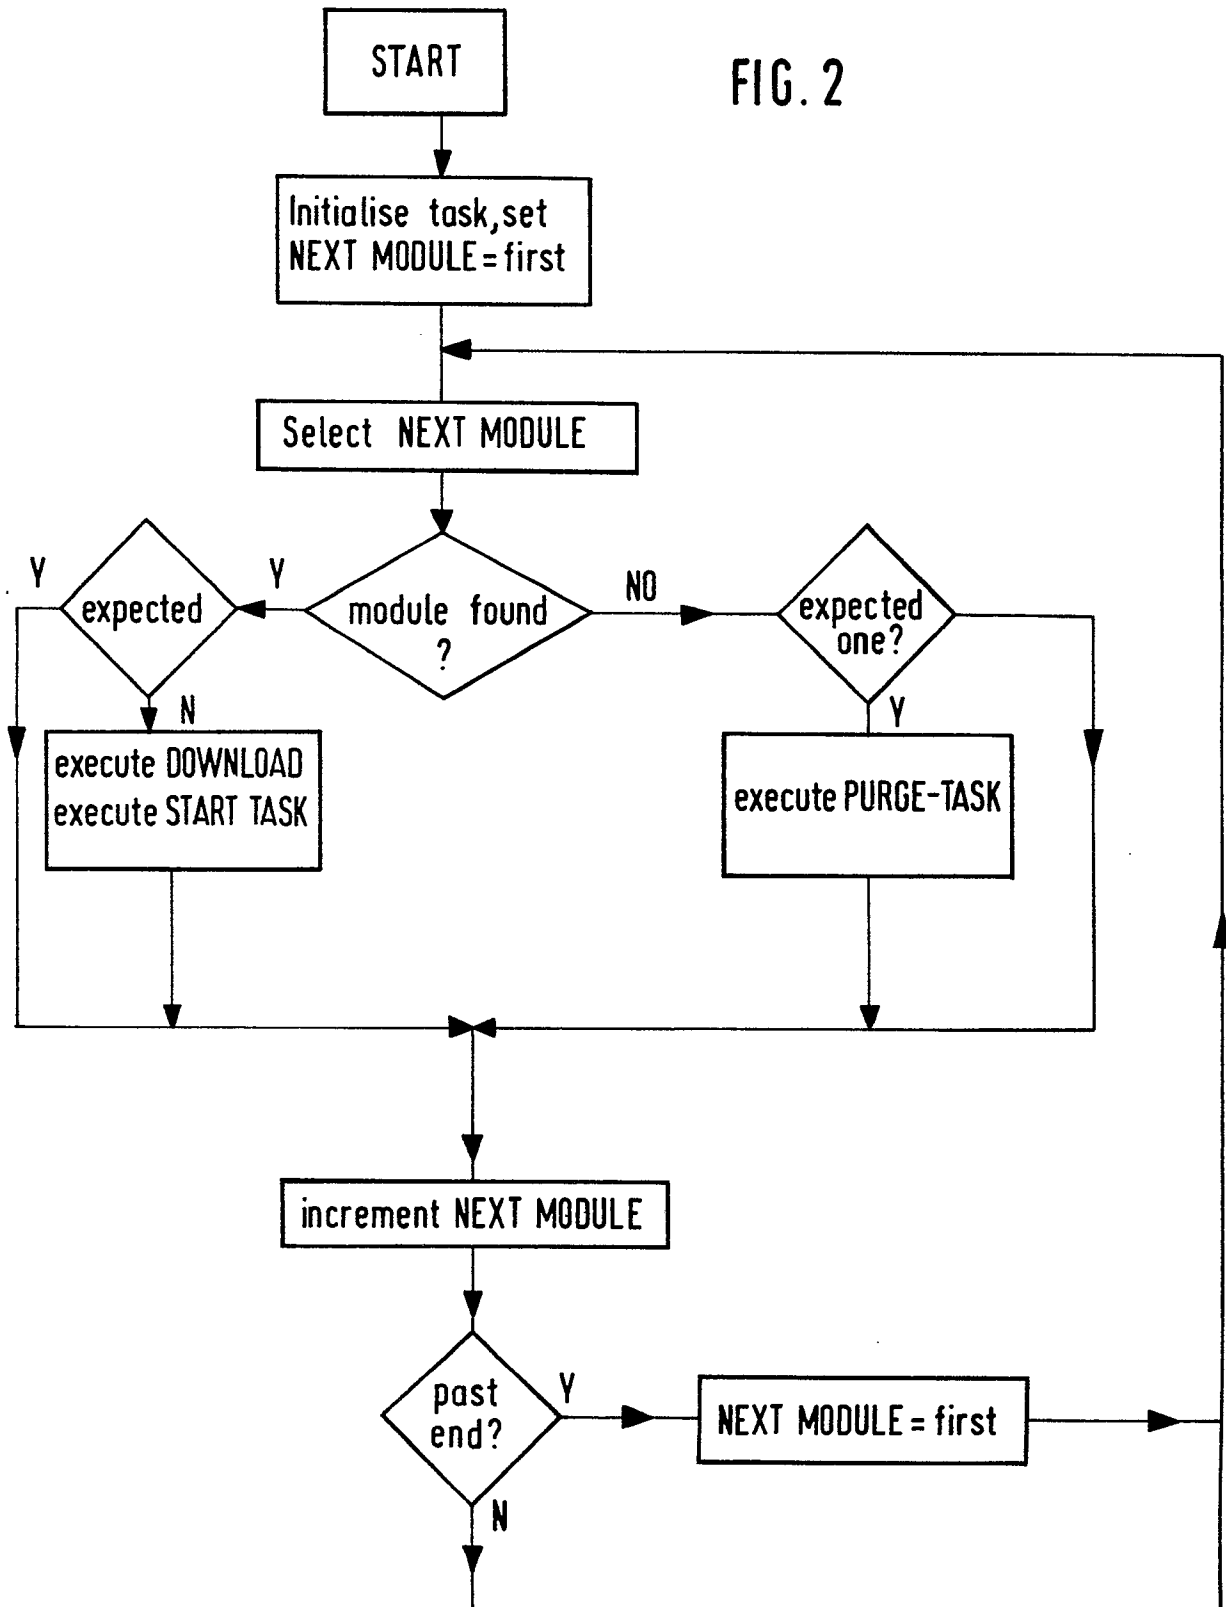 START
FIG. 2
Initialise task, set
NEXT MODULE = first
Select NEXT MODULE
Y
expected
Y
module found
?
NO
expected
one?
N
Y
execute DOWNLOAD
execute START TASK
execute PURGE-TASK
increment NEXT MODULE
past
end?
Y
NEXT MODULE = first
N